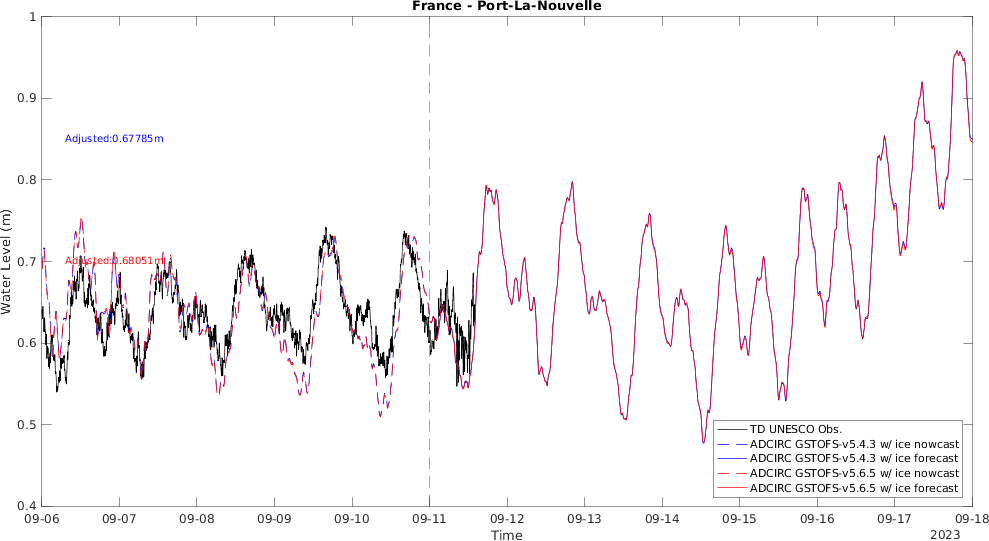 France - Port-La-Nouvelle
Water Level (m)
1
0.9
0.8
0.7
0.6
0.5
0.4
Adjusted:0.67785m
Adjusted:0.68051m
TD UNESCO Obs.
ADCIRC GSTOFS-v5.4.3 w/ ice nowcast
ADCIRC GSTOFS-v5.4.3 w/ ice forecast
ADCIRC GSTOFS-v5.6.5 w/ ice nowcast
ADCIRC GSTOFS-v5.6.5 w/ ice forecast
09-06 09-07 09-08 09-09 09-10 09-11 09-12 09-13 09-14 09-15 09-16 09-17 09-18
Time
2023